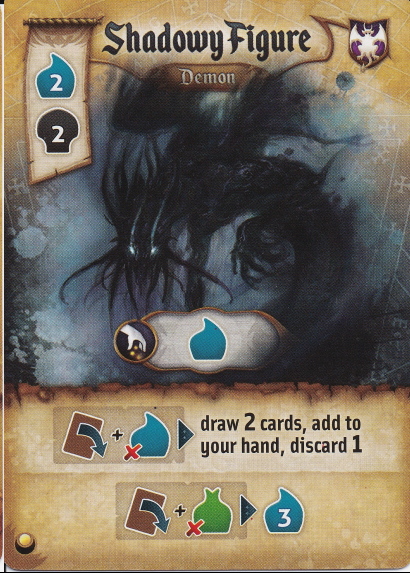 Shadowy Figure
Demon
2
2
+ draw 2 cards, add to
your hand, discard 1
+ 3